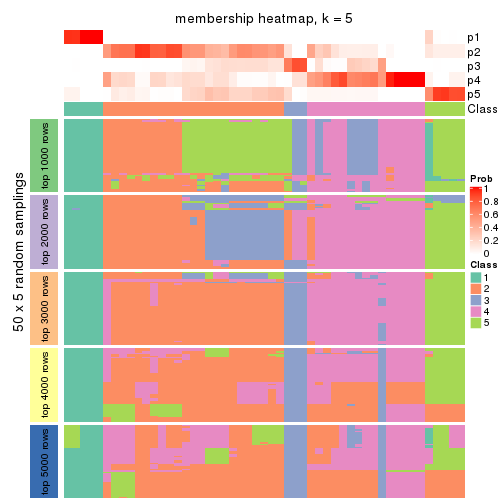 membership heatmap, k = 5
p1
p2
p3
p4
p5
Class
50 x 5 random samplings
top 1000 rows
top 2000 rows
top 3000 rows
top 4000 rows
top 5000 rows
Prob
1
0.8
0.6
0.4
0.2
0
Class
1
2
3
4
5